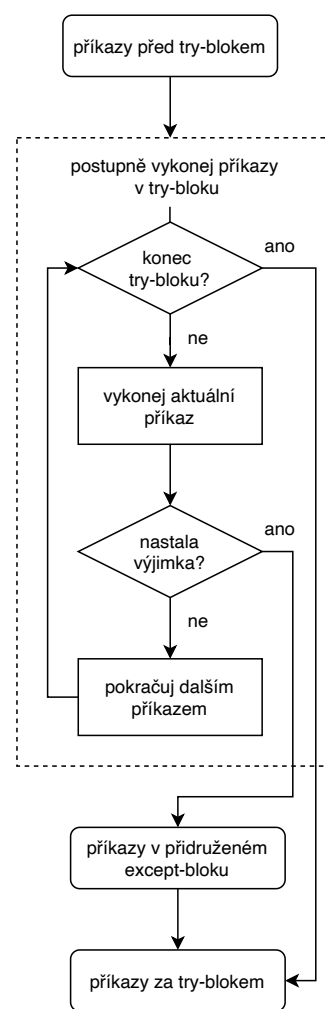 příkazy před try-blokem
postupně vykonej příkazy
v try-bloku
konec
try-bloku?
ano
ne
vykonej aktuální
příkaz
nastala
výjimka?
ano
ne
pokračuj dalším
příkazem
příkazy v přidruženém
except-bloku
příkazy za try-blokem